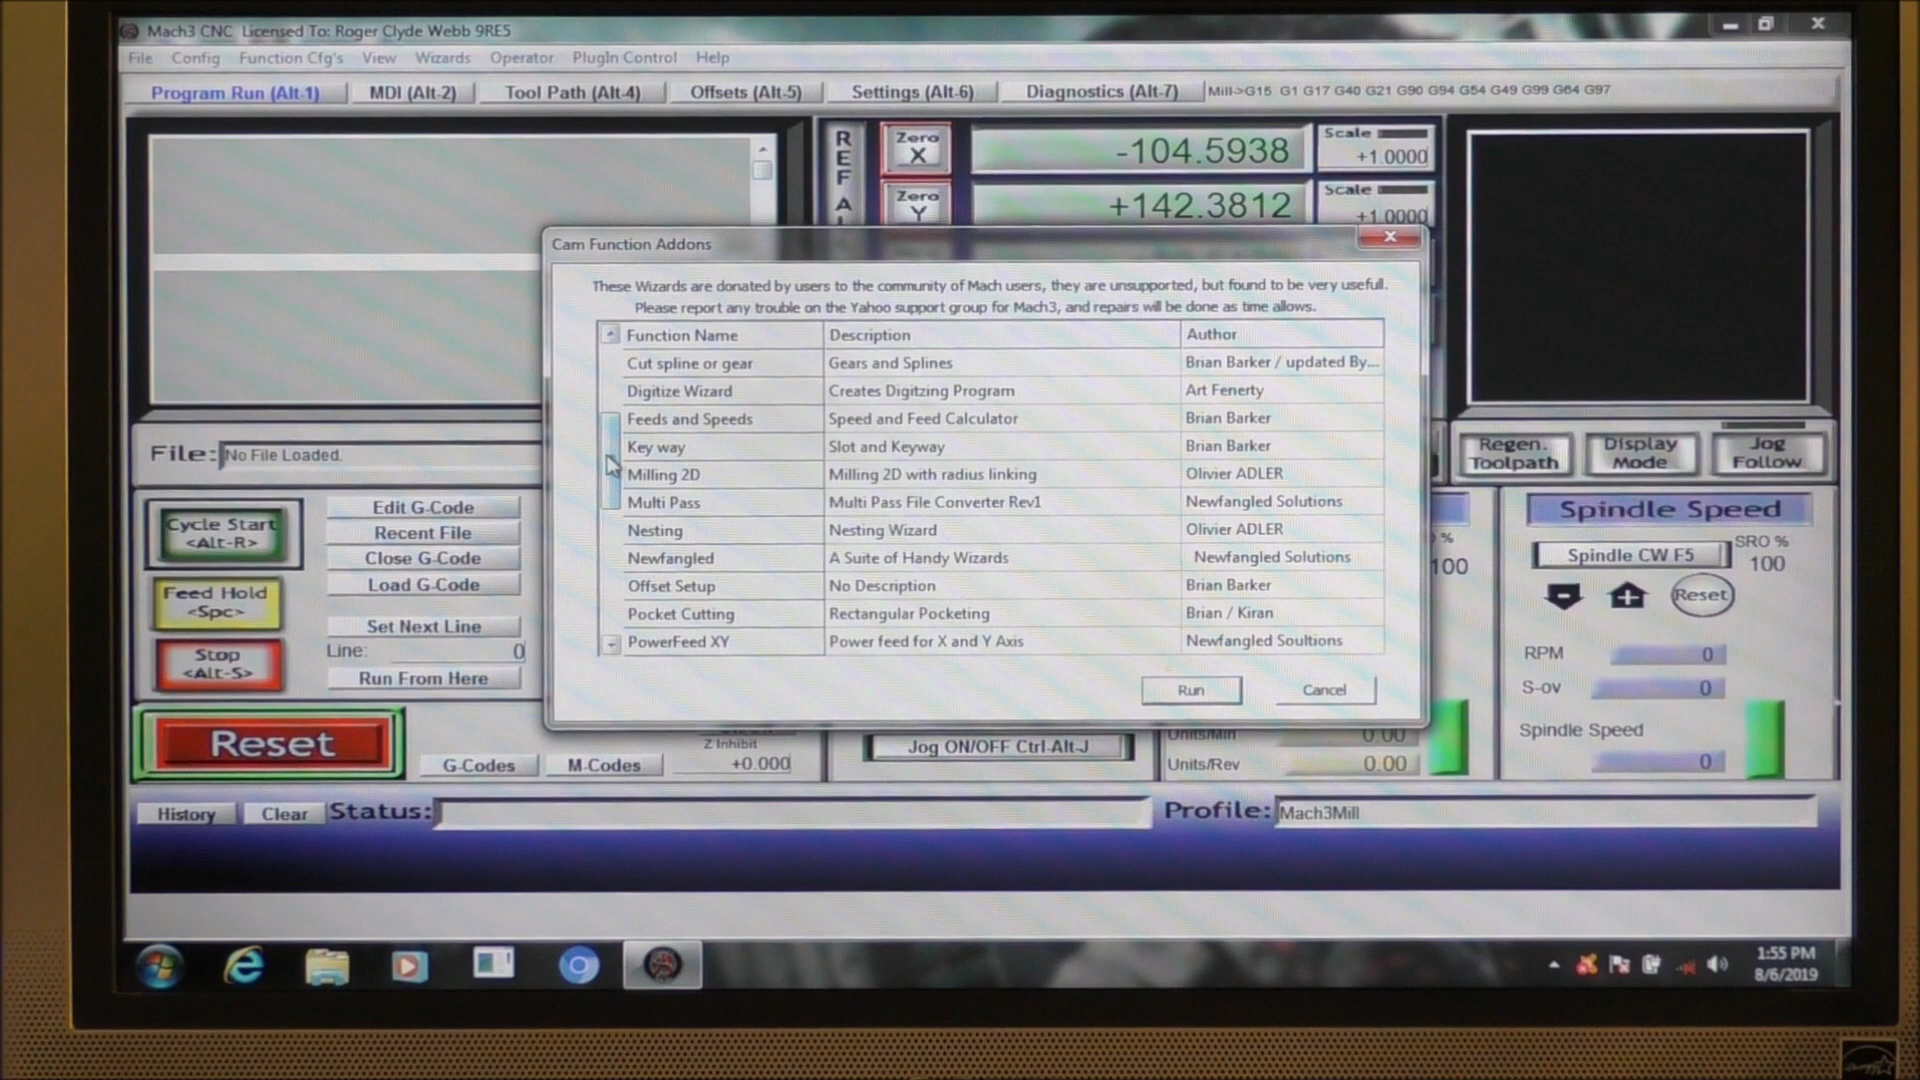 Mach3 CNC Licensed To: Roger Clyde Webb 9RE5
File Config Function Cfg's View Wizards Operator PlugIn Control Help
Program Run (Alt-1) MDI (Alt-2) Tool Path (Alt-4) Offsets (Alt-5) Settings (Alt-6) Diagnostics (Alt-7) Mill->G15 G1 G17 G40 G21 G90 G94 G54 G49 G99 G64 G97
REF A
Zero X -104.5938 Scale +1.0000
Zero Y +142.3812 Scale +1.0000
Cam Function Addons
These Wizards are donated by users to the community of Mach users, they are unsupported, but found to be very usefull.
Please report any trouble on the Yahoo support group for Mach3, and repairs will be done as time allows.
Function Name Description Author
Cut spline or gear Gears and Splines Brian Barker / updated By...
Digitize Wizard Creates Digitzing Program Art Fenerty
Feeds and Speeds Speed and Feed Calculator Brian Barker
Key way Slot and Keyway Brian Barker
Milling 2D Milling 2D with radius linking Olivier ADLER
Multi Pass Multi Pass File Converter Rev1 Newfangled Solutions
Nesting Nesting Wizard Olivier ADLER
Newfangled A Suite of Handy Wizards Newfangled Solutions
Offset Setup No Description Brian Barker
Pocket Cutting Rectangular Pocketing Brian / Kiran
PowerFeed XY Power feed for X and Y Axis Newfangled Soultions
Run Cancel
File: No File Loaded.
Regen. Toolpath Display Mode Jog Follow
Cycle Start <Alt-R>
Feed Hold <Spc>
Stop <Alt-S>
Reset
Edit G-Code
Recent File
Close G-Code
Load G-Code
Set Next Line
Line: 0
Run From Here
G-Codes M-Codes
Z Inhibit +0.000
Jog ON/OFF Ctrl-Alt-J
Units/Min 0.00
Units/Rev 0.00
% 100
Spindle Speed
Spindle CW F5 SRO % 100
Reset
RPM 0
S-ov 0
Spindle Speed 0
History Clear Status: Profile: Mach3Mill
1:55 PM
8/6/2019